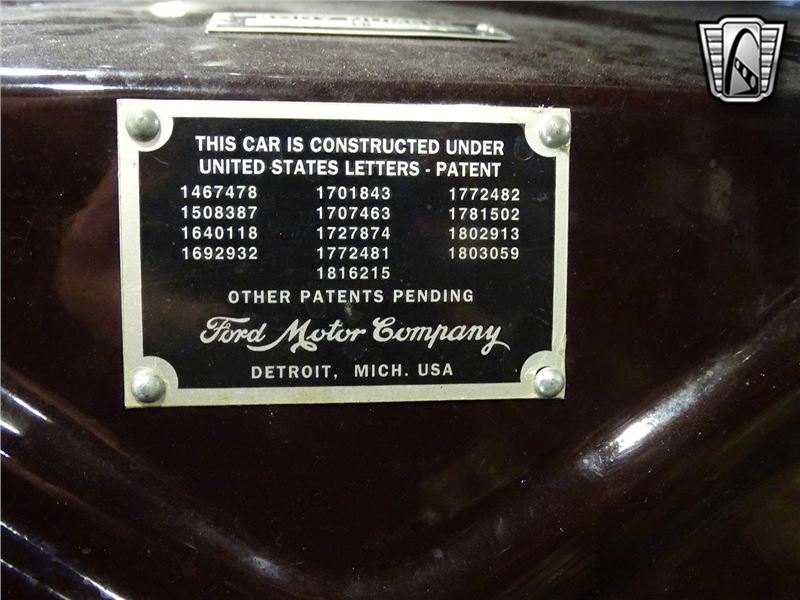 THIS CAR IS CONSTRUCTED UNDER
UNITED STATES LETTERS - PATENT
1467478 1701843 1772482
1508387 1707463 1781502
1640118 1727874 1802913
1692932 1772481 1803059
1816215
OTHER PATENTS PENDING
Ford Motor Company
DETROIT, MICH. USA